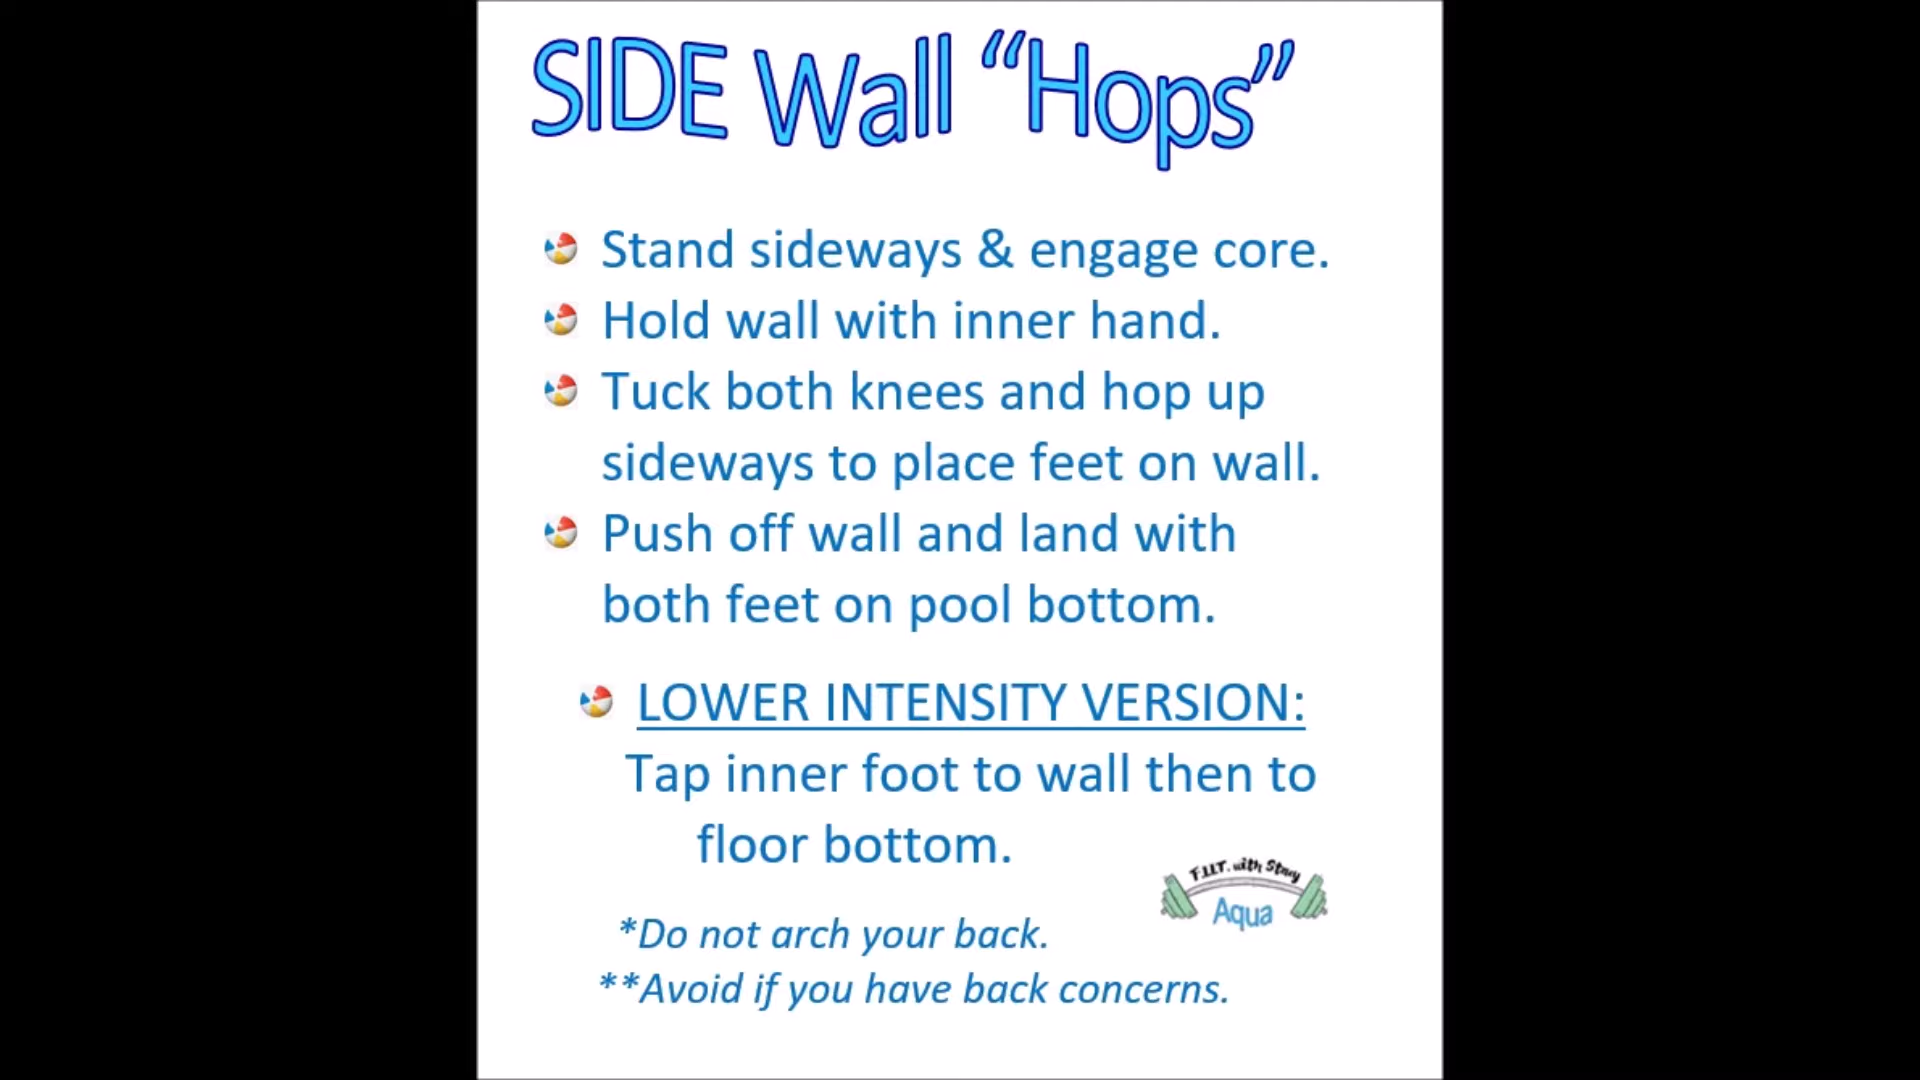 SIDE Wall “Hops”
Stand sideways & engage core.
Hold wall with inner hand.
Tuck both knees and hop up
sideways to place feet on wall.
Push off wall and land with
both feet on pool bottom.
LOWER INTENSITY VERSION:
Tap inner foot to wall then to
floor bottom.
F.I.I.T. with Stacy
Aqua
*Do not arch your back.
**Avoid if you have back concerns.